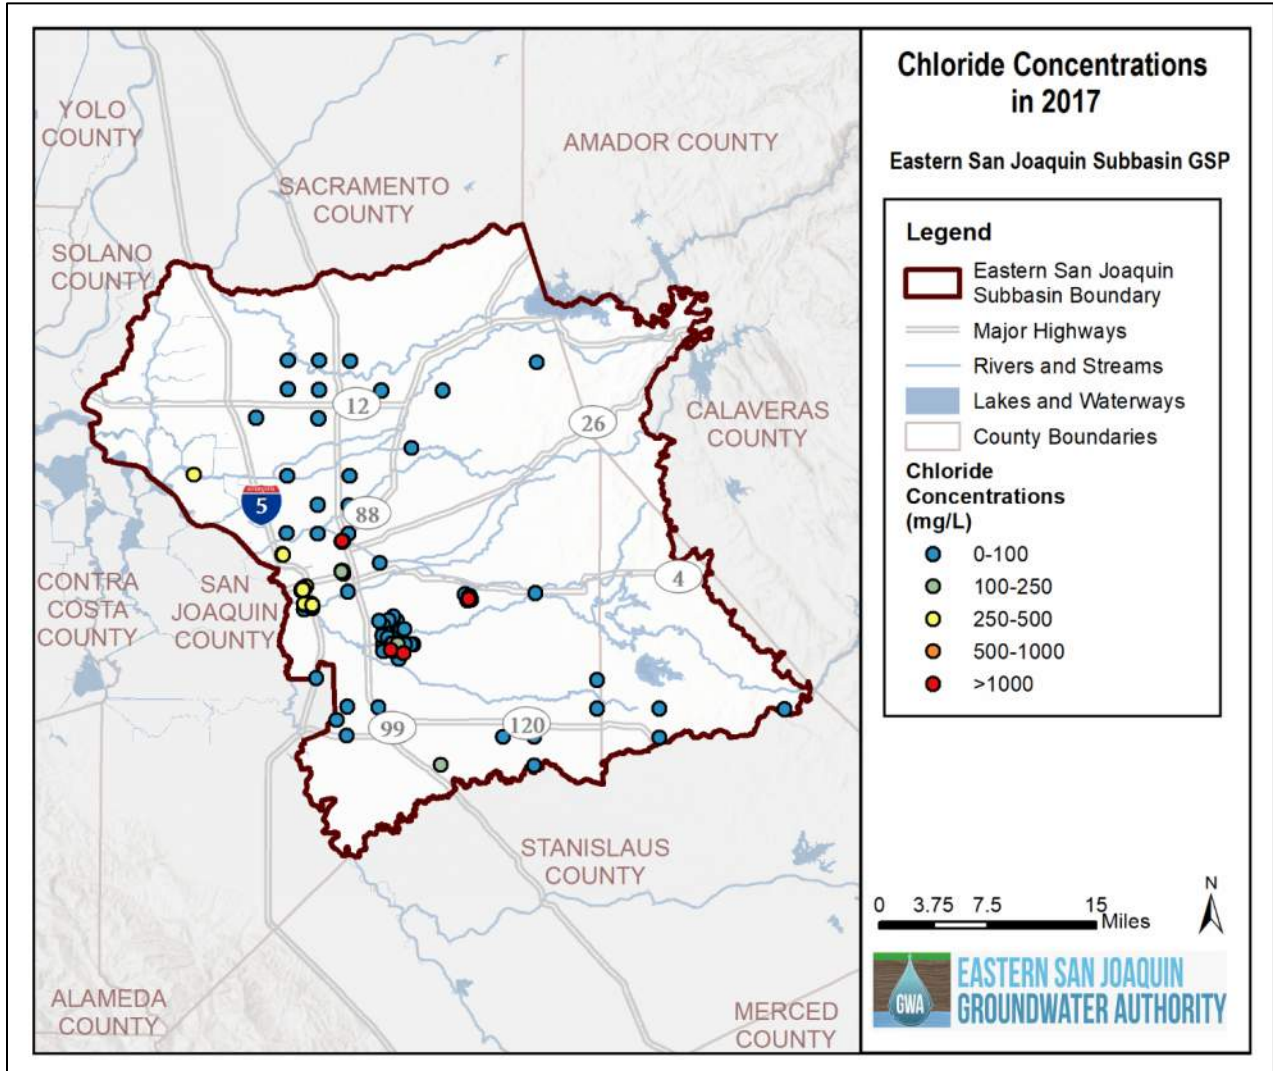 Chloride Concentrations
in 2017
Eastern San Joaquin Subbasin GSP
Legend
Eastern San Joaquin
Subbasin Boundary
Major Highways
Rivers and Streams
Lakes and Waterways
County Boundaries
Chloride
Concentrations
(mg/L)
0-100
100-250
250-500
500-1000
>1000
YOLO
COUNTY
AMADOR COUNTY
SACRAMENTO
COUNTY
SOLANO
COUNTY
12
26
CALAVERAS
COUNTY
5
88
4
CONTRA
COSTA
COUNTY
SAN
JOAQUIN
COUNTY
99
120
STANISLAUS
COUNTY
ALAMEDA
COUNTY
MERCED
COUNTY
N
0 3.75 7.5 15
Miles
GWA
EASTERN SAN JOAQUIN
GROUNDWATER AUTHORITY